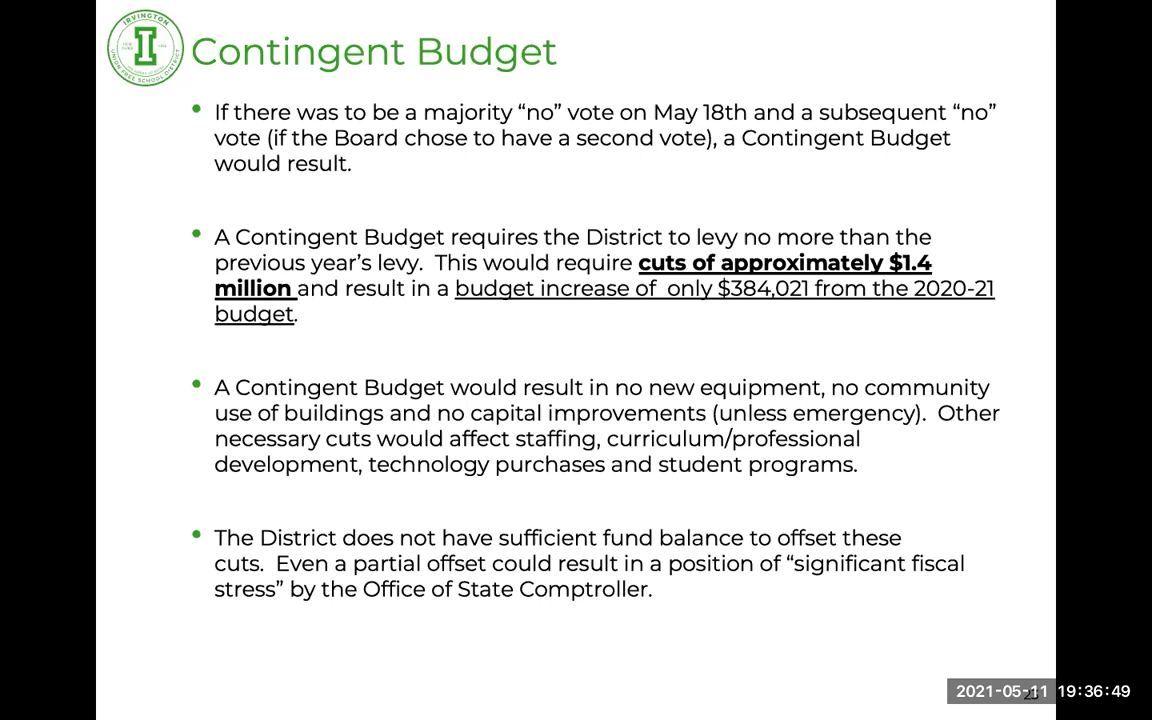 IRVINGTON
UNION FREE SCHOOL DISTRICT
Contingent Budget
• If there was to be a majority “no” vote on May 18th and a subsequent “no”
vote (if the Board chose to have a second vote), a Contingent Budget
would result.
• A Contingent Budget requires the District to levy no more than the
previous year’s levy.  This would require cuts of approximately $1.4
million and result in a budget increase of  only $384,021 from the 2020-21
budget.
• A Contingent Budget would result in no new equipment, no community
use of buildings and no capital improvements (unless emergency).  Other
necessary cuts would affect staffing, curriculum/professional
development, technology purchases and student programs.
• The District does not have sufficient fund balance to offset these
cuts.  Even a partial offset could result in a position of “significant fiscal
stress” by the Office of State Comptroller.
2021-05-11 19:36:49